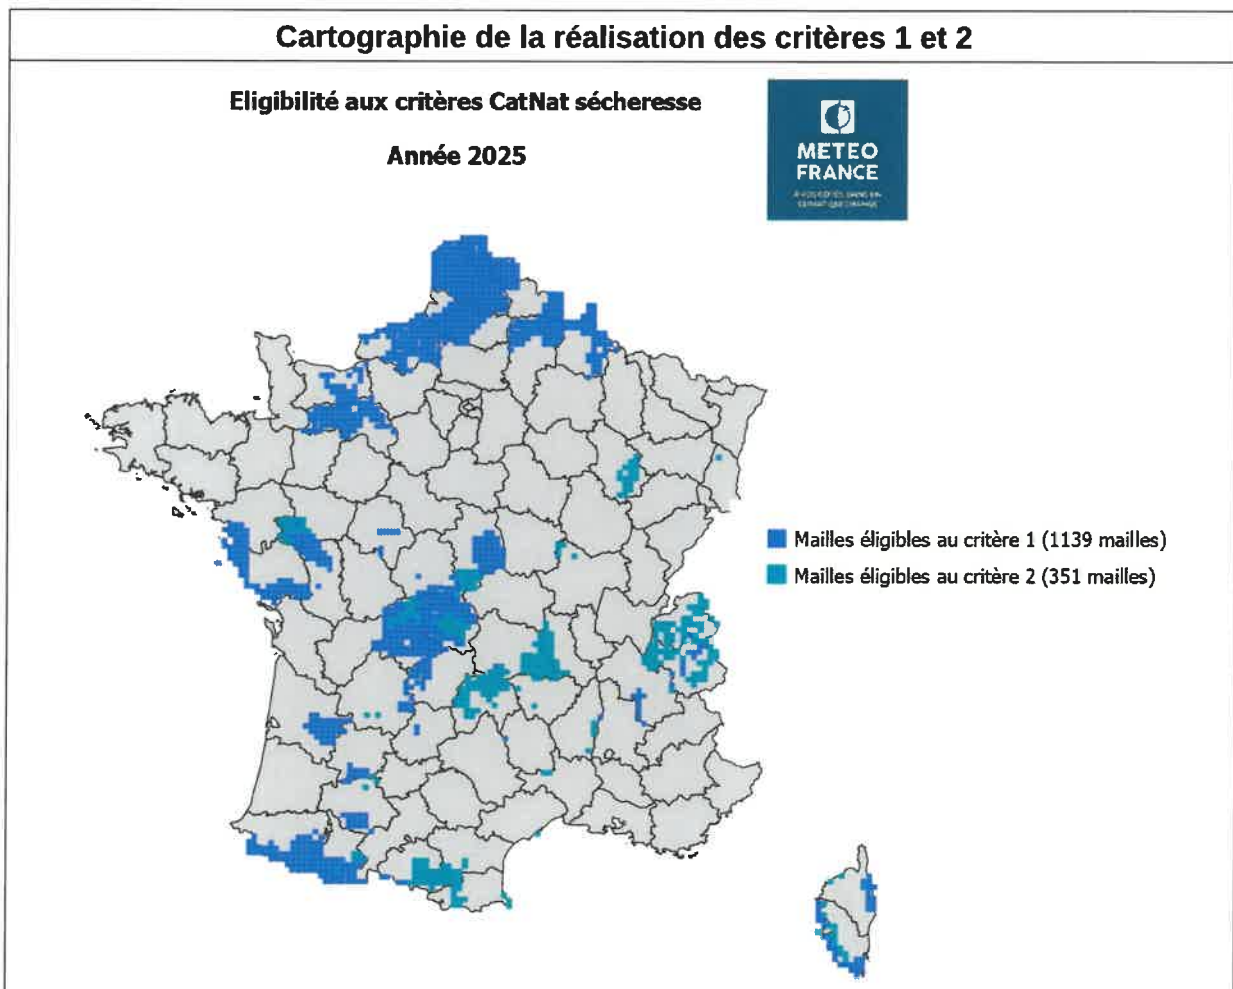 Cartographie de la réalisation des critères 1 et 2
Eligibilité aux critères CatNat sécheresse
Année 2025
METEO
FRANCE
Mailles éligibles au critère 1 (1139 mailles)
Mailles éligibles au critère 2 (351 mailles)